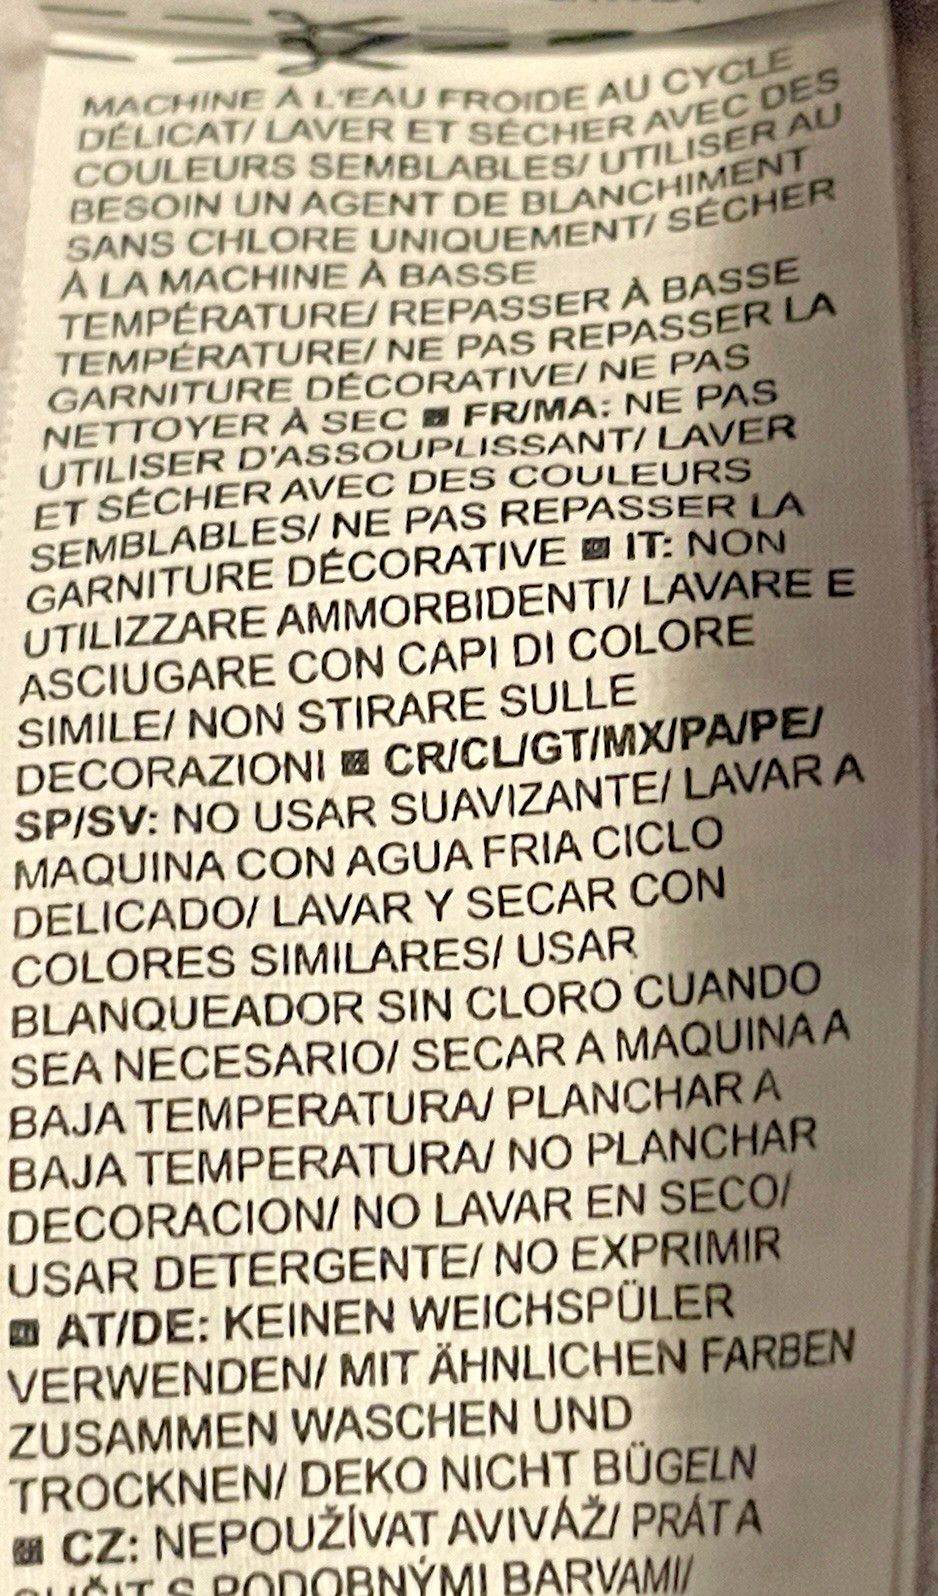 MACHINE À L'EAU FROIDE AU CYCLE
DÉLICAT/ LAVER ET SÉCHER AVEC DES
COULEURS SEMBLABLES/ UTILISER AU
BESOIN UN AGENT DE BLANCHIMENT
SANS CHLORE UNIQUEMENT/ SÉCHER
À LA MACHINE À BASSE
TEMPÉRATURE/ REPASSER À BASSE
TEMPÉRATURE/ NE PAS REPASSER LA
GARNITURE DÉCORATIVE/ NE PAS
NETTOYER À SEC FR/MA: NE PAS
UTILISER D'ASSOUPLISSANT/ LAVER
ET SÉCHER AVEC DES COULEURS
SEMBLABLES/ NE PAS REPASSER LA
GARNITURE DÉCORATIVE IT: NON
UTILIZZARE AMMORBIDENTI/ LAVARE E
ASCIUGARE CON CAPI DI COLORE
SIMILE/ NON STIRARE SULLE
DECORAZIONI CR/CL/GT/MX/PA/PE/
SP/SV: NO USAR SUAVIZANTE/ LAVAR A
MAQUINA CON AGUA FRIA CICLO
DELICADO/ LAVAR Y SECAR CON
COLORES SIMILARES/ USAR
BLANQUEADOR SIN CLORO CUANDO
SEA NECESARIO/ SECAR A MAQUINA A
BAJA TEMPERATURA/ PLANCHAR A
BAJA TEMPERATURA/ NO PLANCHAR
DECORACION/ NO LAVAR EN SECO/
USAR DETERGENTE/ NO EXPRIMIR
AT/DE: KEINEN WEICHSPÜLER
VERWENDEN/ MIT ÄHNLICHEN FARBEN
ZUSAMMEN WASCHEN UND
TROCKNEN/ DEKO NICHT BÜGELN
CZ: NEPOUŽÍVAT AVIVÁŽ/ PRÁT A
SUŠIT S PODOBNÝMI BARVAMI/